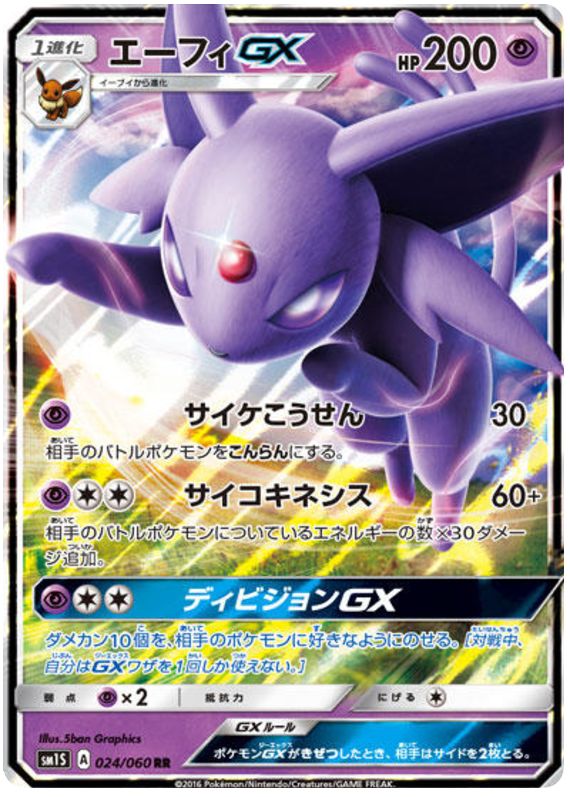 1進化 エーフィGX HP200
イーブイから進化
サイケこうせん 30
相手のバトルポケモンをこんらんにする。
サイコキネシス 60+
相手のバトルポケモンについているエネルギーの数×30ダメー
ジ追加。
ディビジョンGX
ダメカン10個を、相手のポケモンに好きなようにのせる。[対戦中、
自分はGXワザを1回しか使えない。]
弱点 ×2 抵抗力 にげる
Illus.5ban Graphics
GXルール
SM1S A 024/060 RR
ポケモンGXがきぜつしたとき、相手はサイドを2枚とる。
©2016 Pokémon/Nintendo/Creatures/GAME FREAK.